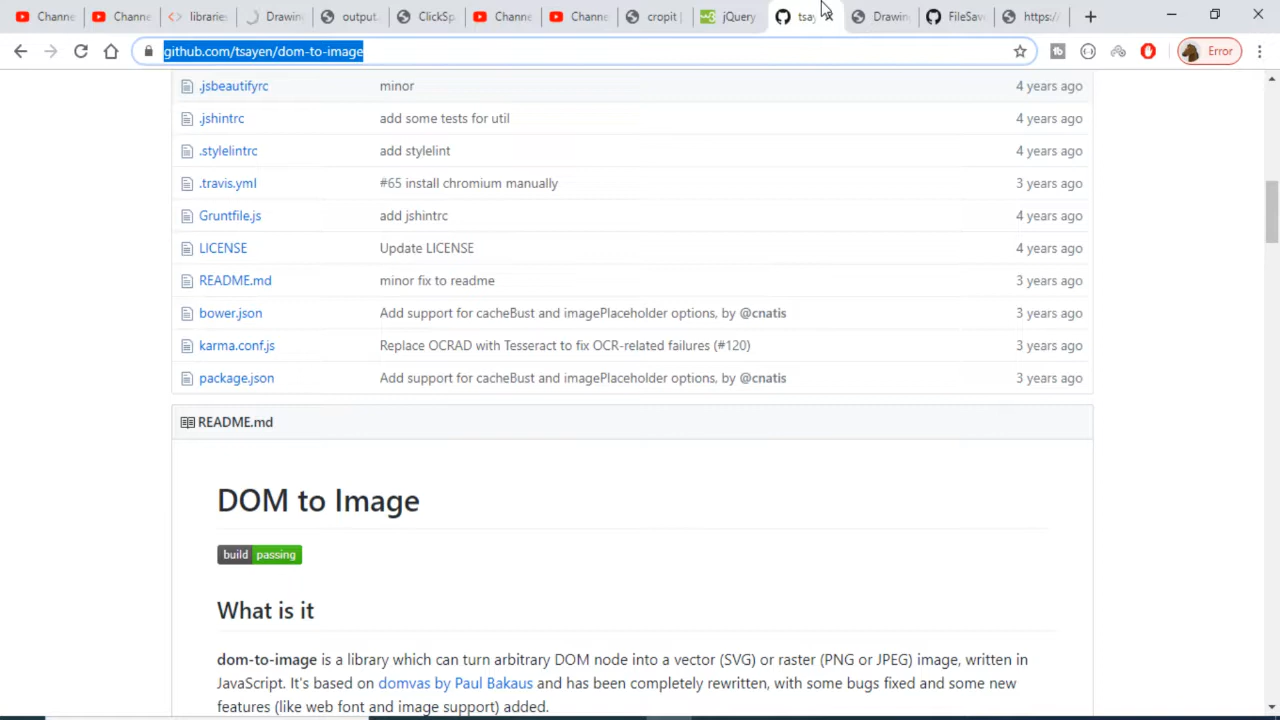 Channe Channe libraries Drawin output. ClickSp Channe Channe cropit | jQuery tsay Drawin FileSav https:/
github.com/tsayen/dom-to-image Error
.jsbeautifyrc minor 4 years ago
.jshintrc add some tests for util 4 years ago
.stylelintrc add stylelint 4 years ago
.travis.yml #65 install chromium manually 3 years ago
Gruntfile.js add jshintrc 4 years ago
LICENSE Update LICENSE 4 years ago
README.md minor fix to readme 3 years ago
bower.json Add support for cacheBust and imagePlaceholder options, by @cnatis 3 years ago
karma.conf.js Replace OCRAD with Tesseract to fix OCR-related failures (#120) 3 years ago
package.json Add support for cacheBust and imagePlaceholder options, by @cnatis 3 years ago
README.md
DOM to Image
build passing
What is it
dom-to-image is a library which can turn arbitrary DOM node into a vector (SVG) or raster (PNG or JPEG) image, written in
JavaScript. It's based on domvas by Paul Bakaus and has been completely rewritten, with some bugs fixed and some new
features (like web font and image support) added.